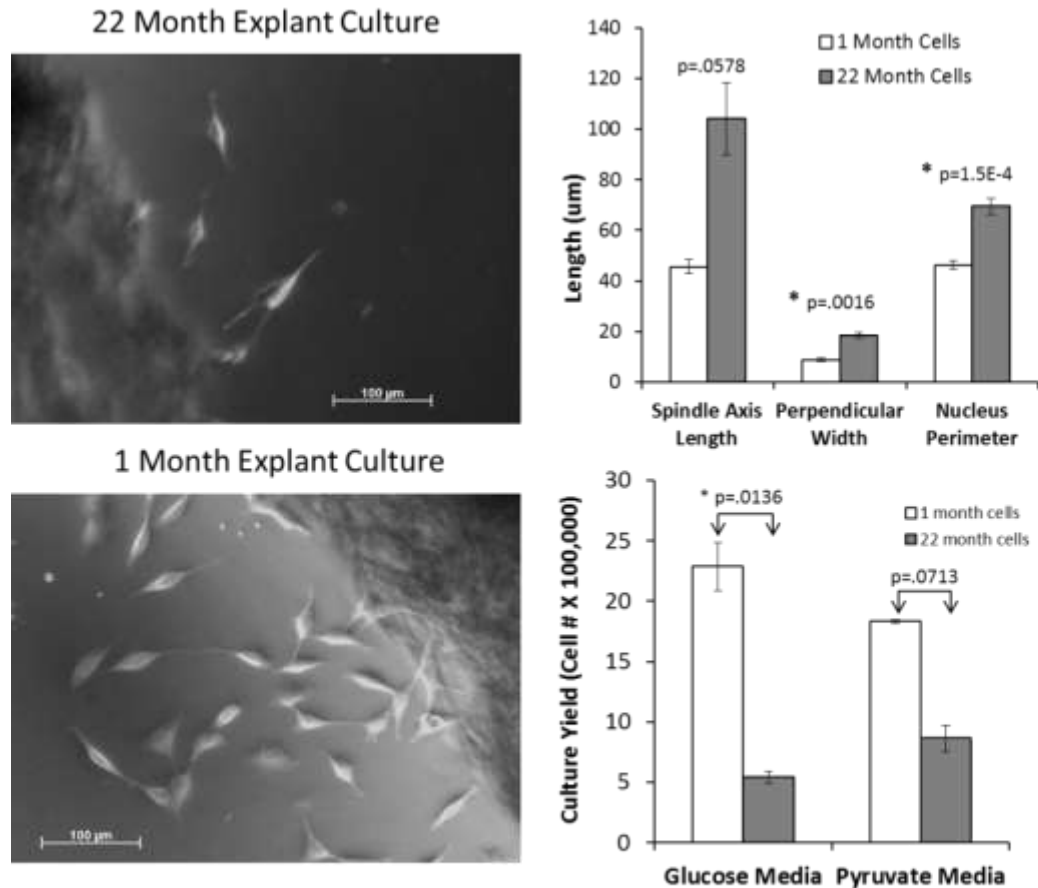 22 Month Explant Culture
100 µm
1 Month Explant Culture
100 µm
140
120
100
80
60
40
20
0
Length (um)
1 Month Cells
22 Month Cells
p=.0578
* p=.0016
* p=1.5E-4
Spindle Axis
Length
Perpendicular
Width
Nucleus
Perimeter
30
25
20
15
10
5
0
Culture Yield (Cell # X 100,000)
* p=.0136
1 month cells
22 month cells
p=.0713
Glucose Media
Pyruvate Media